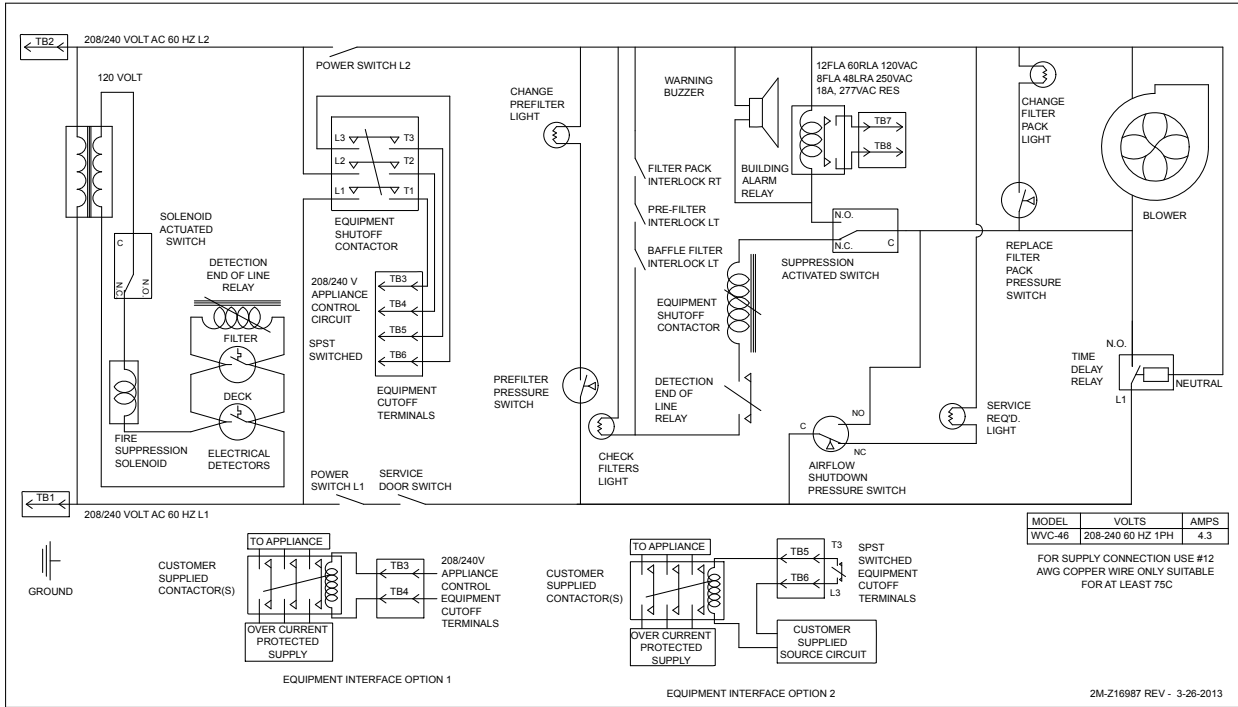 TB2
208/240 VOLT AC 60 HZ L2
POWER SWITCH L2
120 VOLT
SOLENOID
ACTUATED
SWITCH
C
N.C.
N.O.
DETECTION
END OF LINE
RELAY
FILTER
DECK
FIRE
SUPPRESSION
SOLENOID
ELECTRICAL
DETECTORS
L3
T3
L2
T2
L1
T1
EQUIPMENT
SHUTOFF
CONTACTOR
208/240 V
APPLIANCE
CONTROL
CIRCUIT
SPST
SWITCHED
TB3
TB4
TB5
TB6
EQUIPMENT
CUTOFF
TERMINALS
CHANGE
PREFILTER
LIGHT
PREFILTER
PRESSURE
SWITCH
CHECK
FILTERS
LIGHT
FILTER PACK
INTERLOCK RT
PRE-FILTER
INTERLOCK LT
BAFFLE FILTER
INTERLOCK LT
WARNING
BUZZER
12FLA 60RLA 120VAC
8FLA 48LRA 250VAC
18A, 277VAC RES
TB7
TB8
BUILDING
ALARM
RELAY
N.O.
N.C.
C
SUPPRESSION
ACTIVATED SWITCH
EQUIPMENT
SHUTOFF
CONTACTOR
DETECTION
END OF
LINE
RELAY
C
NO
NC
AIRFLOW
SHUTDOWN
PRESSURE SWITCH
SERVICE
REQ'D.
LIGHT
CHANGE
FILTER
PACK
LIGHT
REPLACE
FILTER
PACK
PRESSURE
SWITCH
BLOWER
N.O.
TIME
DELAY
RELAY
NEUTRAL
L1
POWER
SWITCH L1
SERVICE
DOOR SWITCH
TB1
208/240 VOLT AC 60 HZ L1
GROUND
TO APPLIANCE
CUSTOMER
SUPPLIED
CONTACTOR(S)
OVER CURRENT
PROTECTED
SUPPLY
TB3
TB4
208/240V
APPLIANCE
CONTROL
EQUIPMENT
CUTOFF
TERMINALS
EQUIPMENT INTERFACE OPTION 1
TO APPLIANCE
CUSTOMER
SUPPLIED
CONTACTOR(S)
OVER CURRENT
PROTECTED
SUPPLY
TB5
TB6
T3
L3
SPST
SWITCHED
EQUIPMENT
CUTOFF
TERMINALS
CUSTOMER
SUPPLIED
SOURCE CIRCUIT
EQUIPMENT INTERFACE OPTION 2
MODEL VOLTS AMPS
WVC-46 208-240 60 HZ 1PH 4.3
FOR SUPPLY CONNECTION USE #12
AWG COPPER WIRE ONLY SUITABLE
FOR AT LEAST 75C
2M-Z16987 REV - 3-26-2013